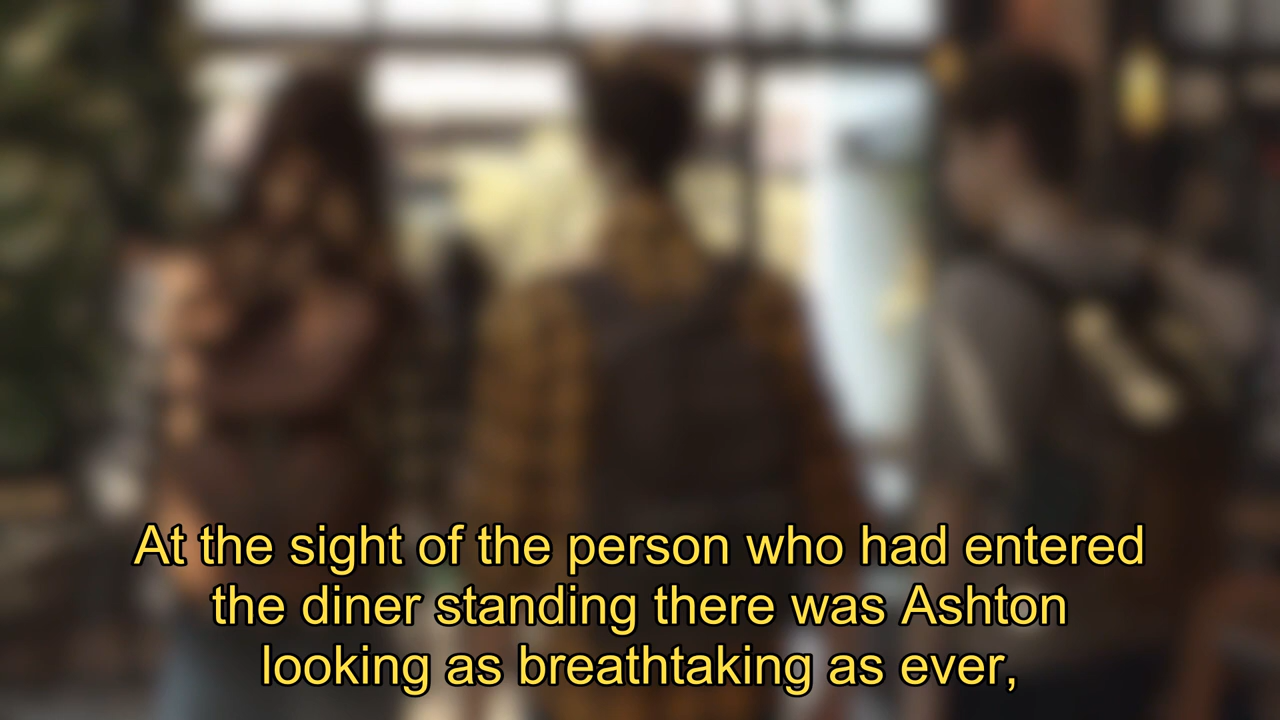 At the sight of the person who had entered
the diner standing there was Ashton
looking as breathtaking as ever,